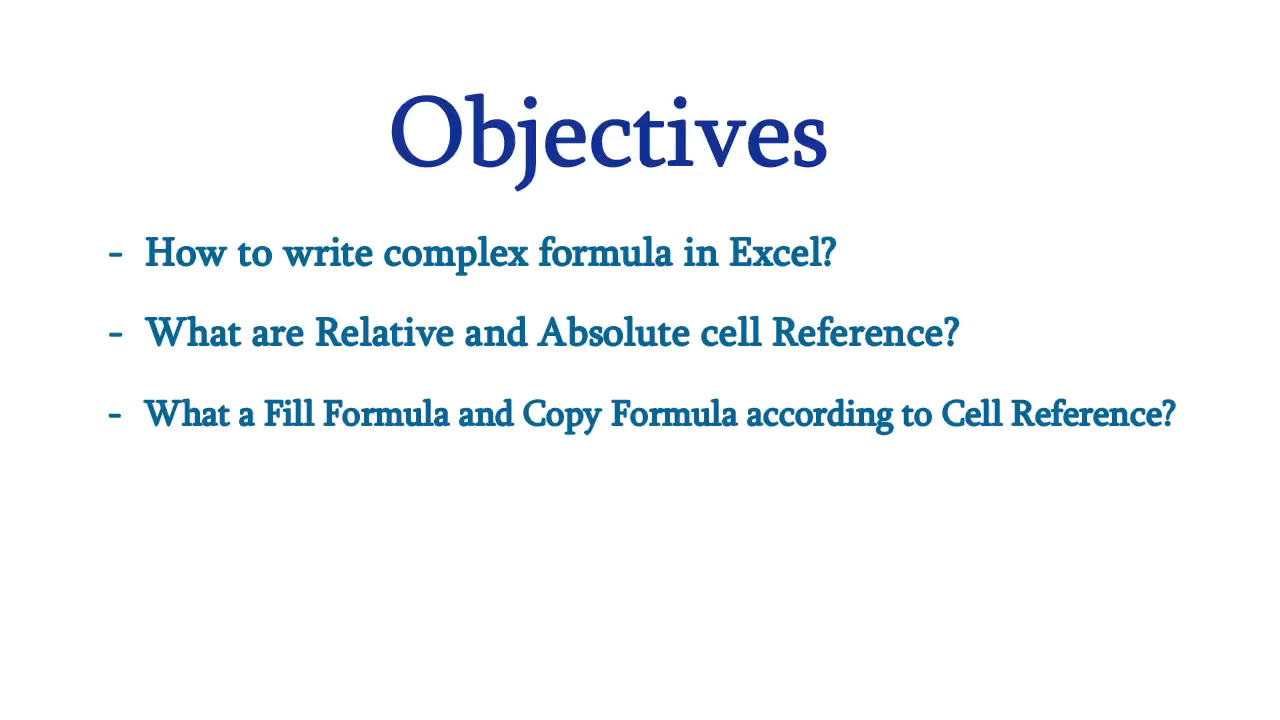 Objectives
- How to write complex formula in Excel?
- What are Relative and Absolute cell Reference?
- What a Fill Formula and Copy Formula according to Cell Reference?